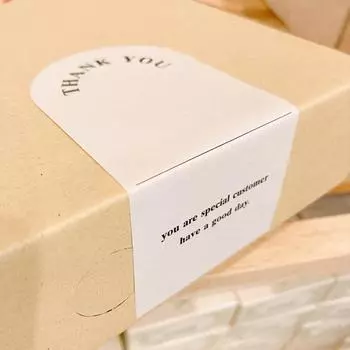 THANK YOU
you are special customer
have a good day.